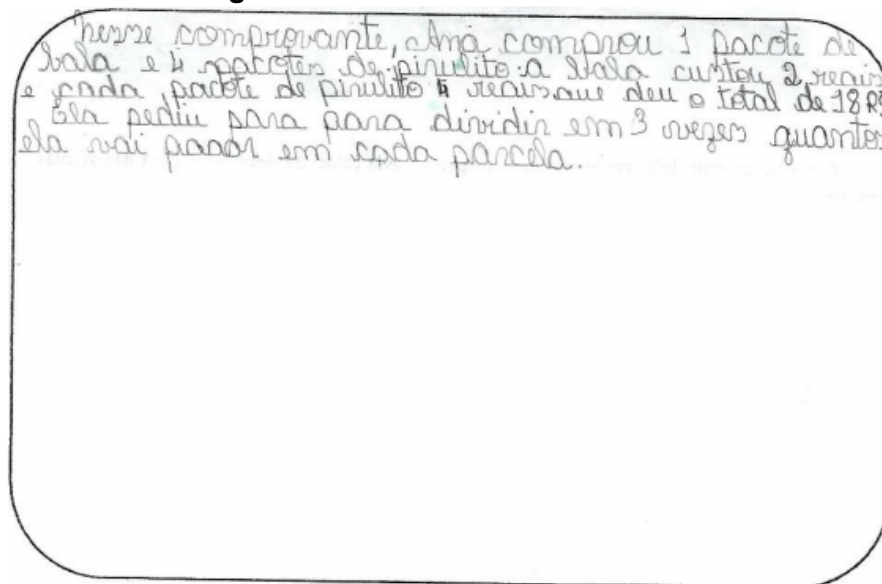 nesse comprovante, Ana comprou 1 pacote de
bala e 4 pacotes de pirulito a bala custou 2 reais
e cada pacote de pirulito 4 reais que deu o total de 18 R$
Ela pediu para para dividir em 3 vezes quantos
ela vai pagar em cada parcela.